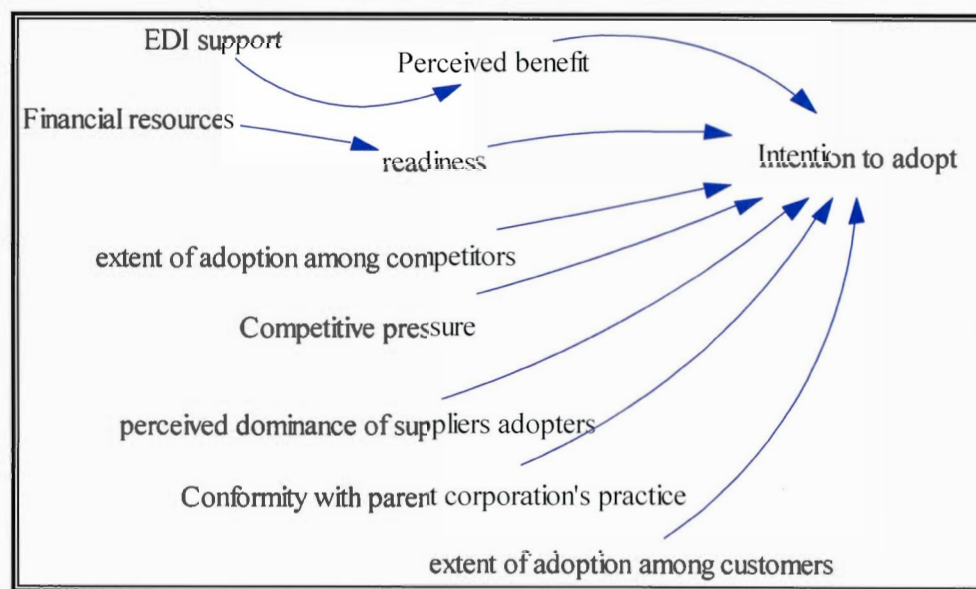 EDI support
Perceived benefit
Financial resources
readiness
Intention to adopt
extent of adoption among competitors
Competitive pressure
perceived dominance of suppliers adopters
Conformity with parent corporation's practice
extent of adoption among customers